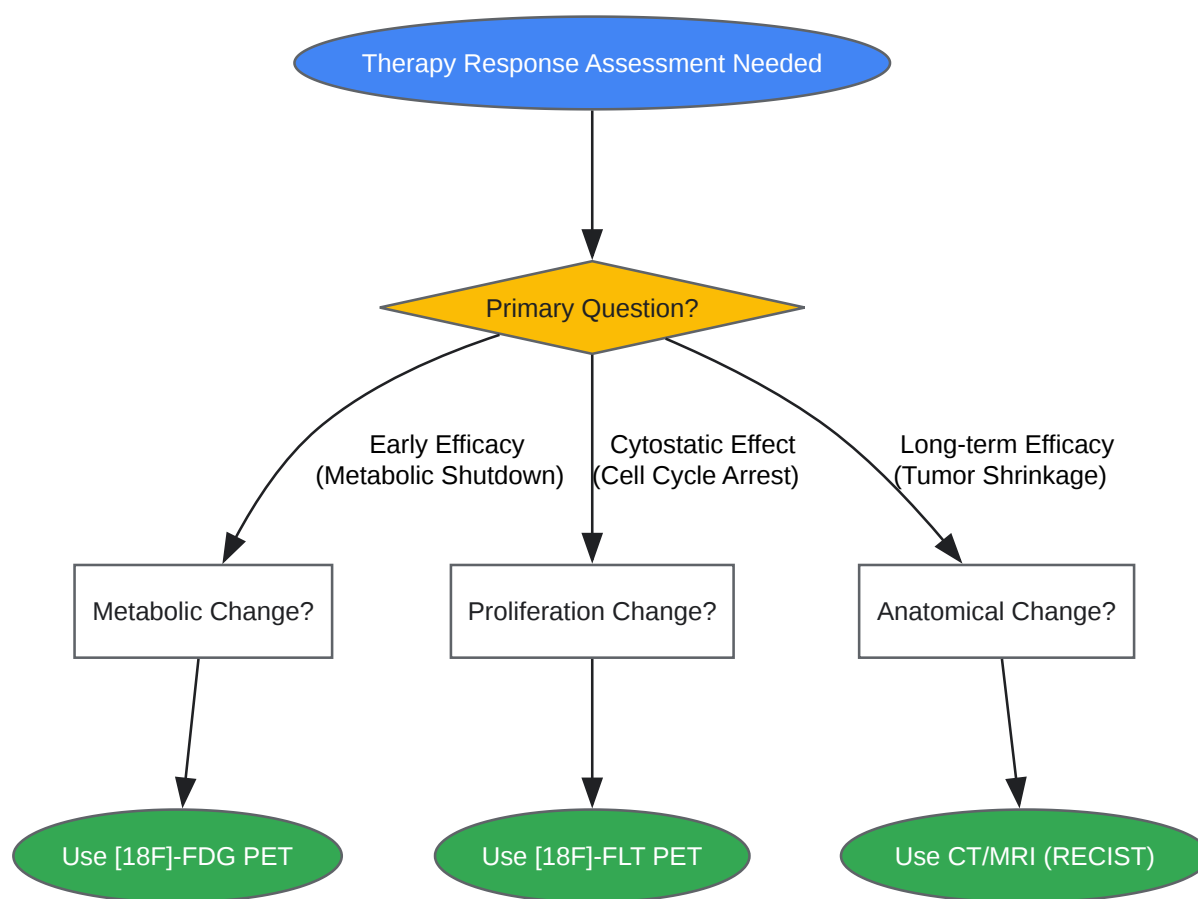 Therapy Response Assessment Needed
Primary Question?
Early Efficacy
(Metabolic Shutdown)
Cytostatic Effect
(Cell Cycle Arrest)
Long-term Efficacy
(Tumor Shrinkage)
Metabolic Change?
Proliferation Change?
Anatomical Change?
Use [18F]-FDG PET
Use [18F]-FLT PET
Use CT/MRI (RECIST)